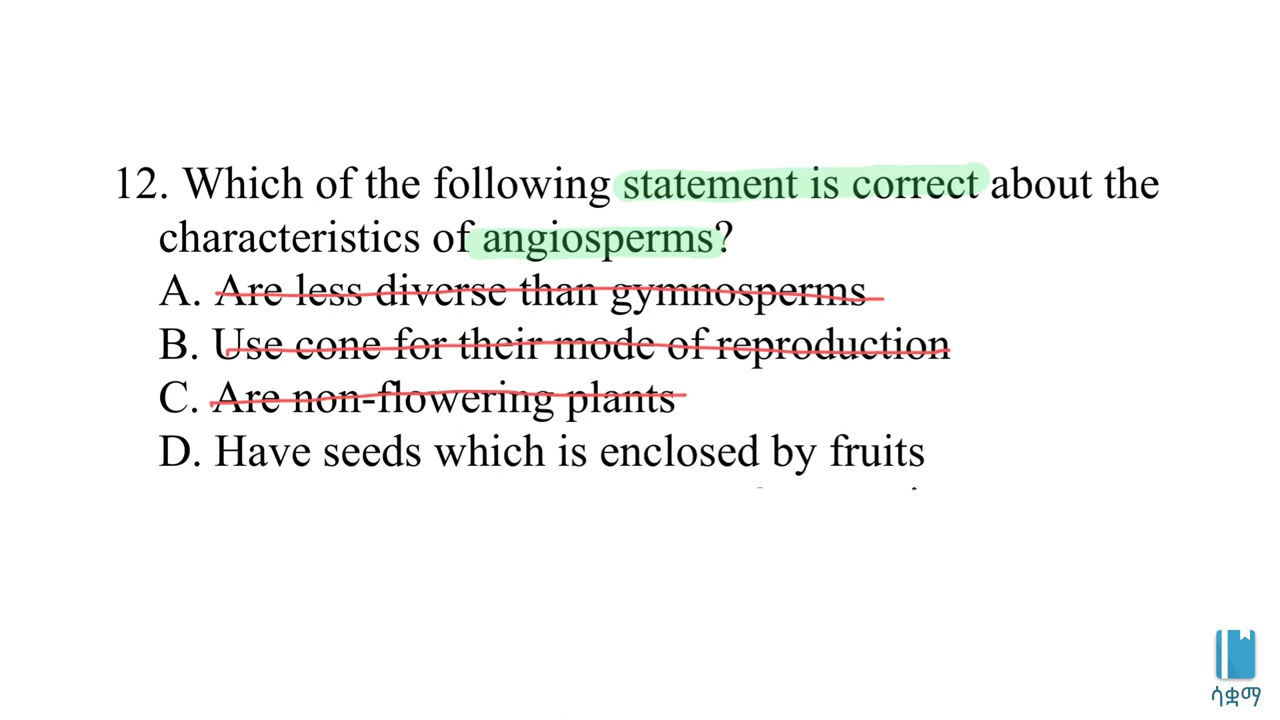 12. Which of the following statement is correct about the
characteristics of angiosperms?
A. Are less diverse than gymnosperms
B. Use cone for their mode of reproduction
C. Are non-flowering plants
D. Have seeds which is enclosed by fruits
ሳቋማ